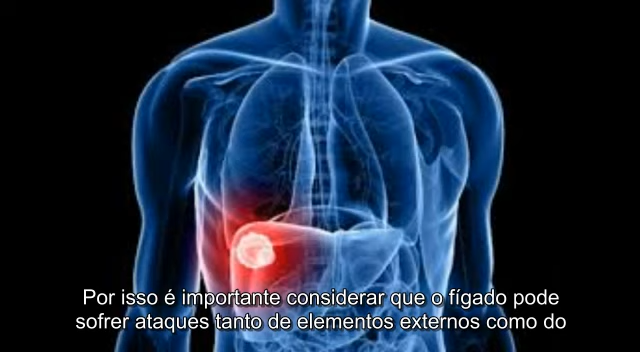 Por isso é importante considerar que o fígado pode
sofrer ataques tanto de elementos externos como do